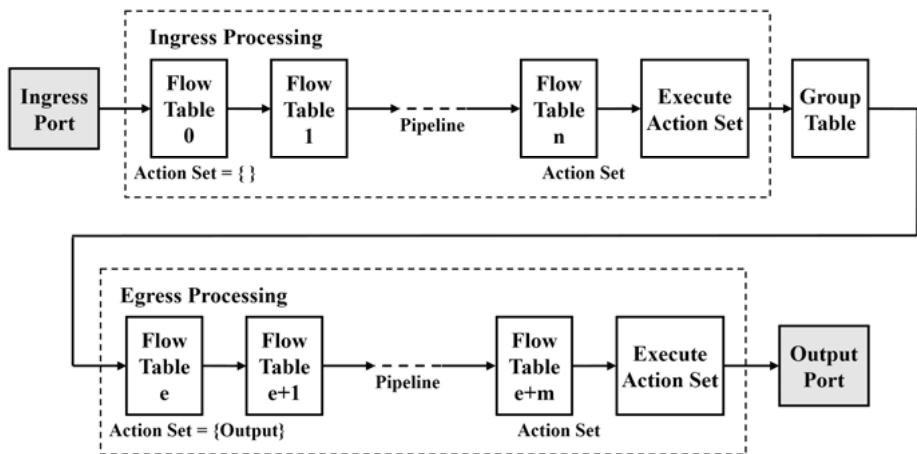 Ingress Processing
Ingress
Port
Flow
Table
0
Flow
Table
1
Pipeline
Flow
Table
n
Execute
Action Set
Group
Table
Action Set = { }
Action Set
Egress Processing
Flow
Table
e
Flow
Table
e+1
Pipeline
Flow
Table
e+m
Execute
Action Set
Output
Port
Action Set = {Output}
Action Set